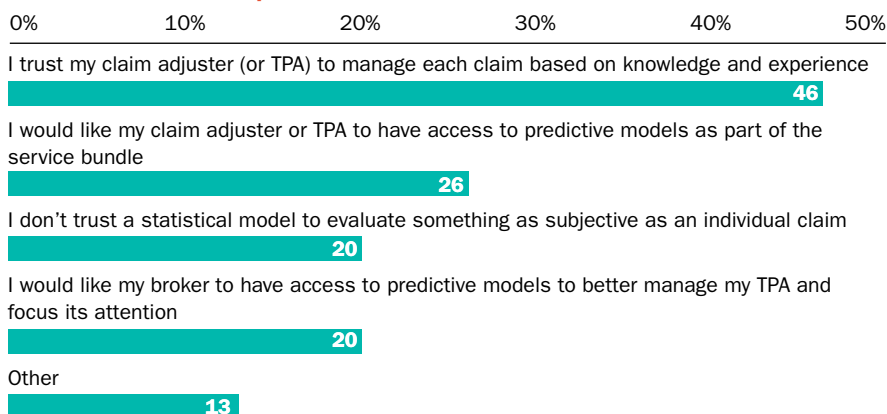 0% 10% 20% 30% 40% 50%
I trust my claim adjuster (or TPA) to manage each claim based on knowledge and experience
46
I would like my claim adjuster or TPA to have access to predictive models as part of the
service bundle
26
I don’t trust a statistical model to evaluate something as subjective as an individual claim
20
I would like my broker to have access to predictive models to better manage my TPA and
focus its attention
20
Other
13